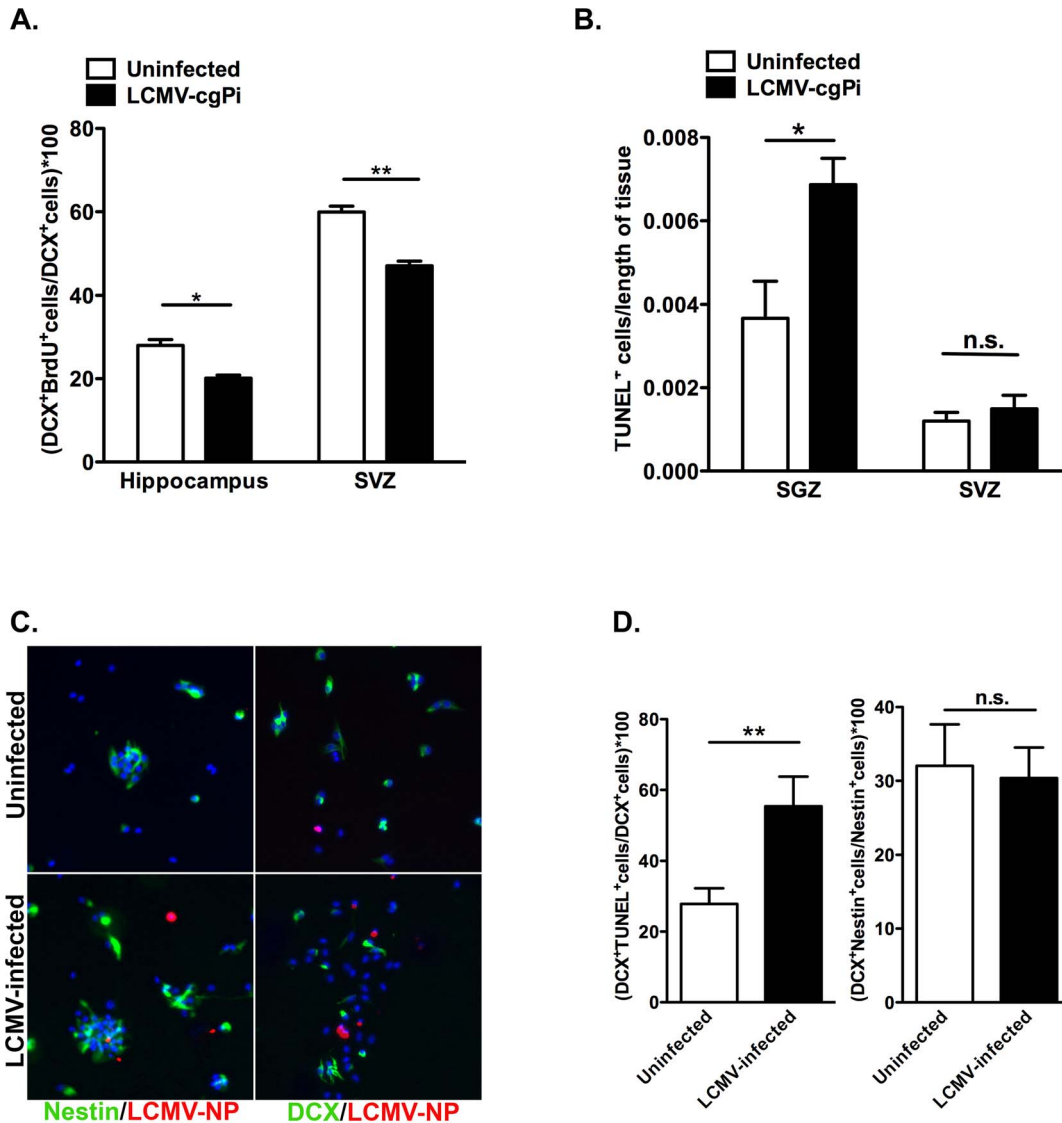 A.
Uninfected
LCMV-cgPi
(DCX+BrdU+cells/DCX+cells)*100
80
60
40
20
0
*
**
Hippocampus
SVZ
B.
Uninfected
LCMV-cgPi
TUNEL+ cells/length of tissue
0.008
0.006
0.004
0.002
0.000
*
n.s.
SGZ
SVZ
C.
Uninfected
LCMV-infected
Nestin/LCMV-NP
DCX/LCMV-NP
D.
(DCX+TUNEL+cells/DCX+cells)*100
80
60
40
20
0
**
Uninfected
LCMV-infected
(DCX+Nestin+cells/Nestin+cells)*100
40
30
20
10
0
n.s.
Uninfected
LCMV-infected